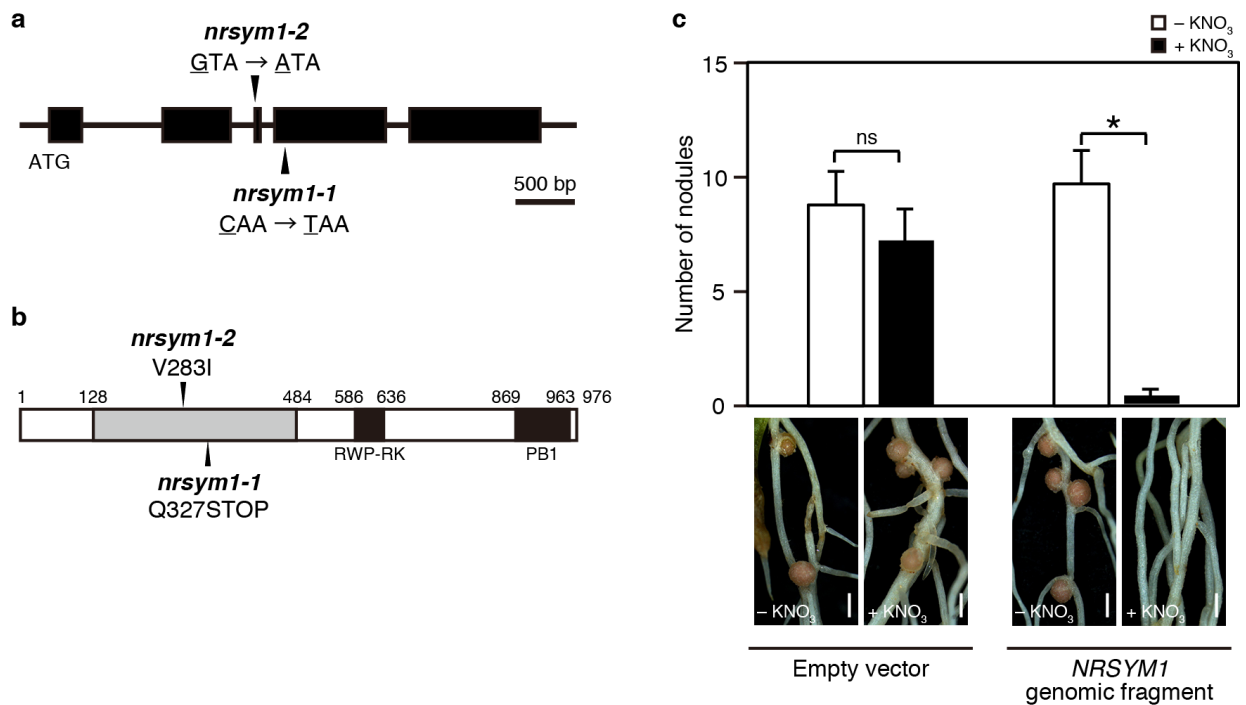 a
nrsym1-2
GTA → ATA
ATG
nrsym1-1
CAA → TAA
500 bp
b
nrsym1-2
V283I
1 128 484 586 636 869 963 976
RWP-RK PB1
nrsym1-1
Q327STOP
c
– KNO₃
+ KNO₃
Number of nodules
15
10
5
0
ns
*
– KNO₃ + KNO₃ – KNO₃ + KNO₃
Empty vector
NRSYM1
genomic fragment